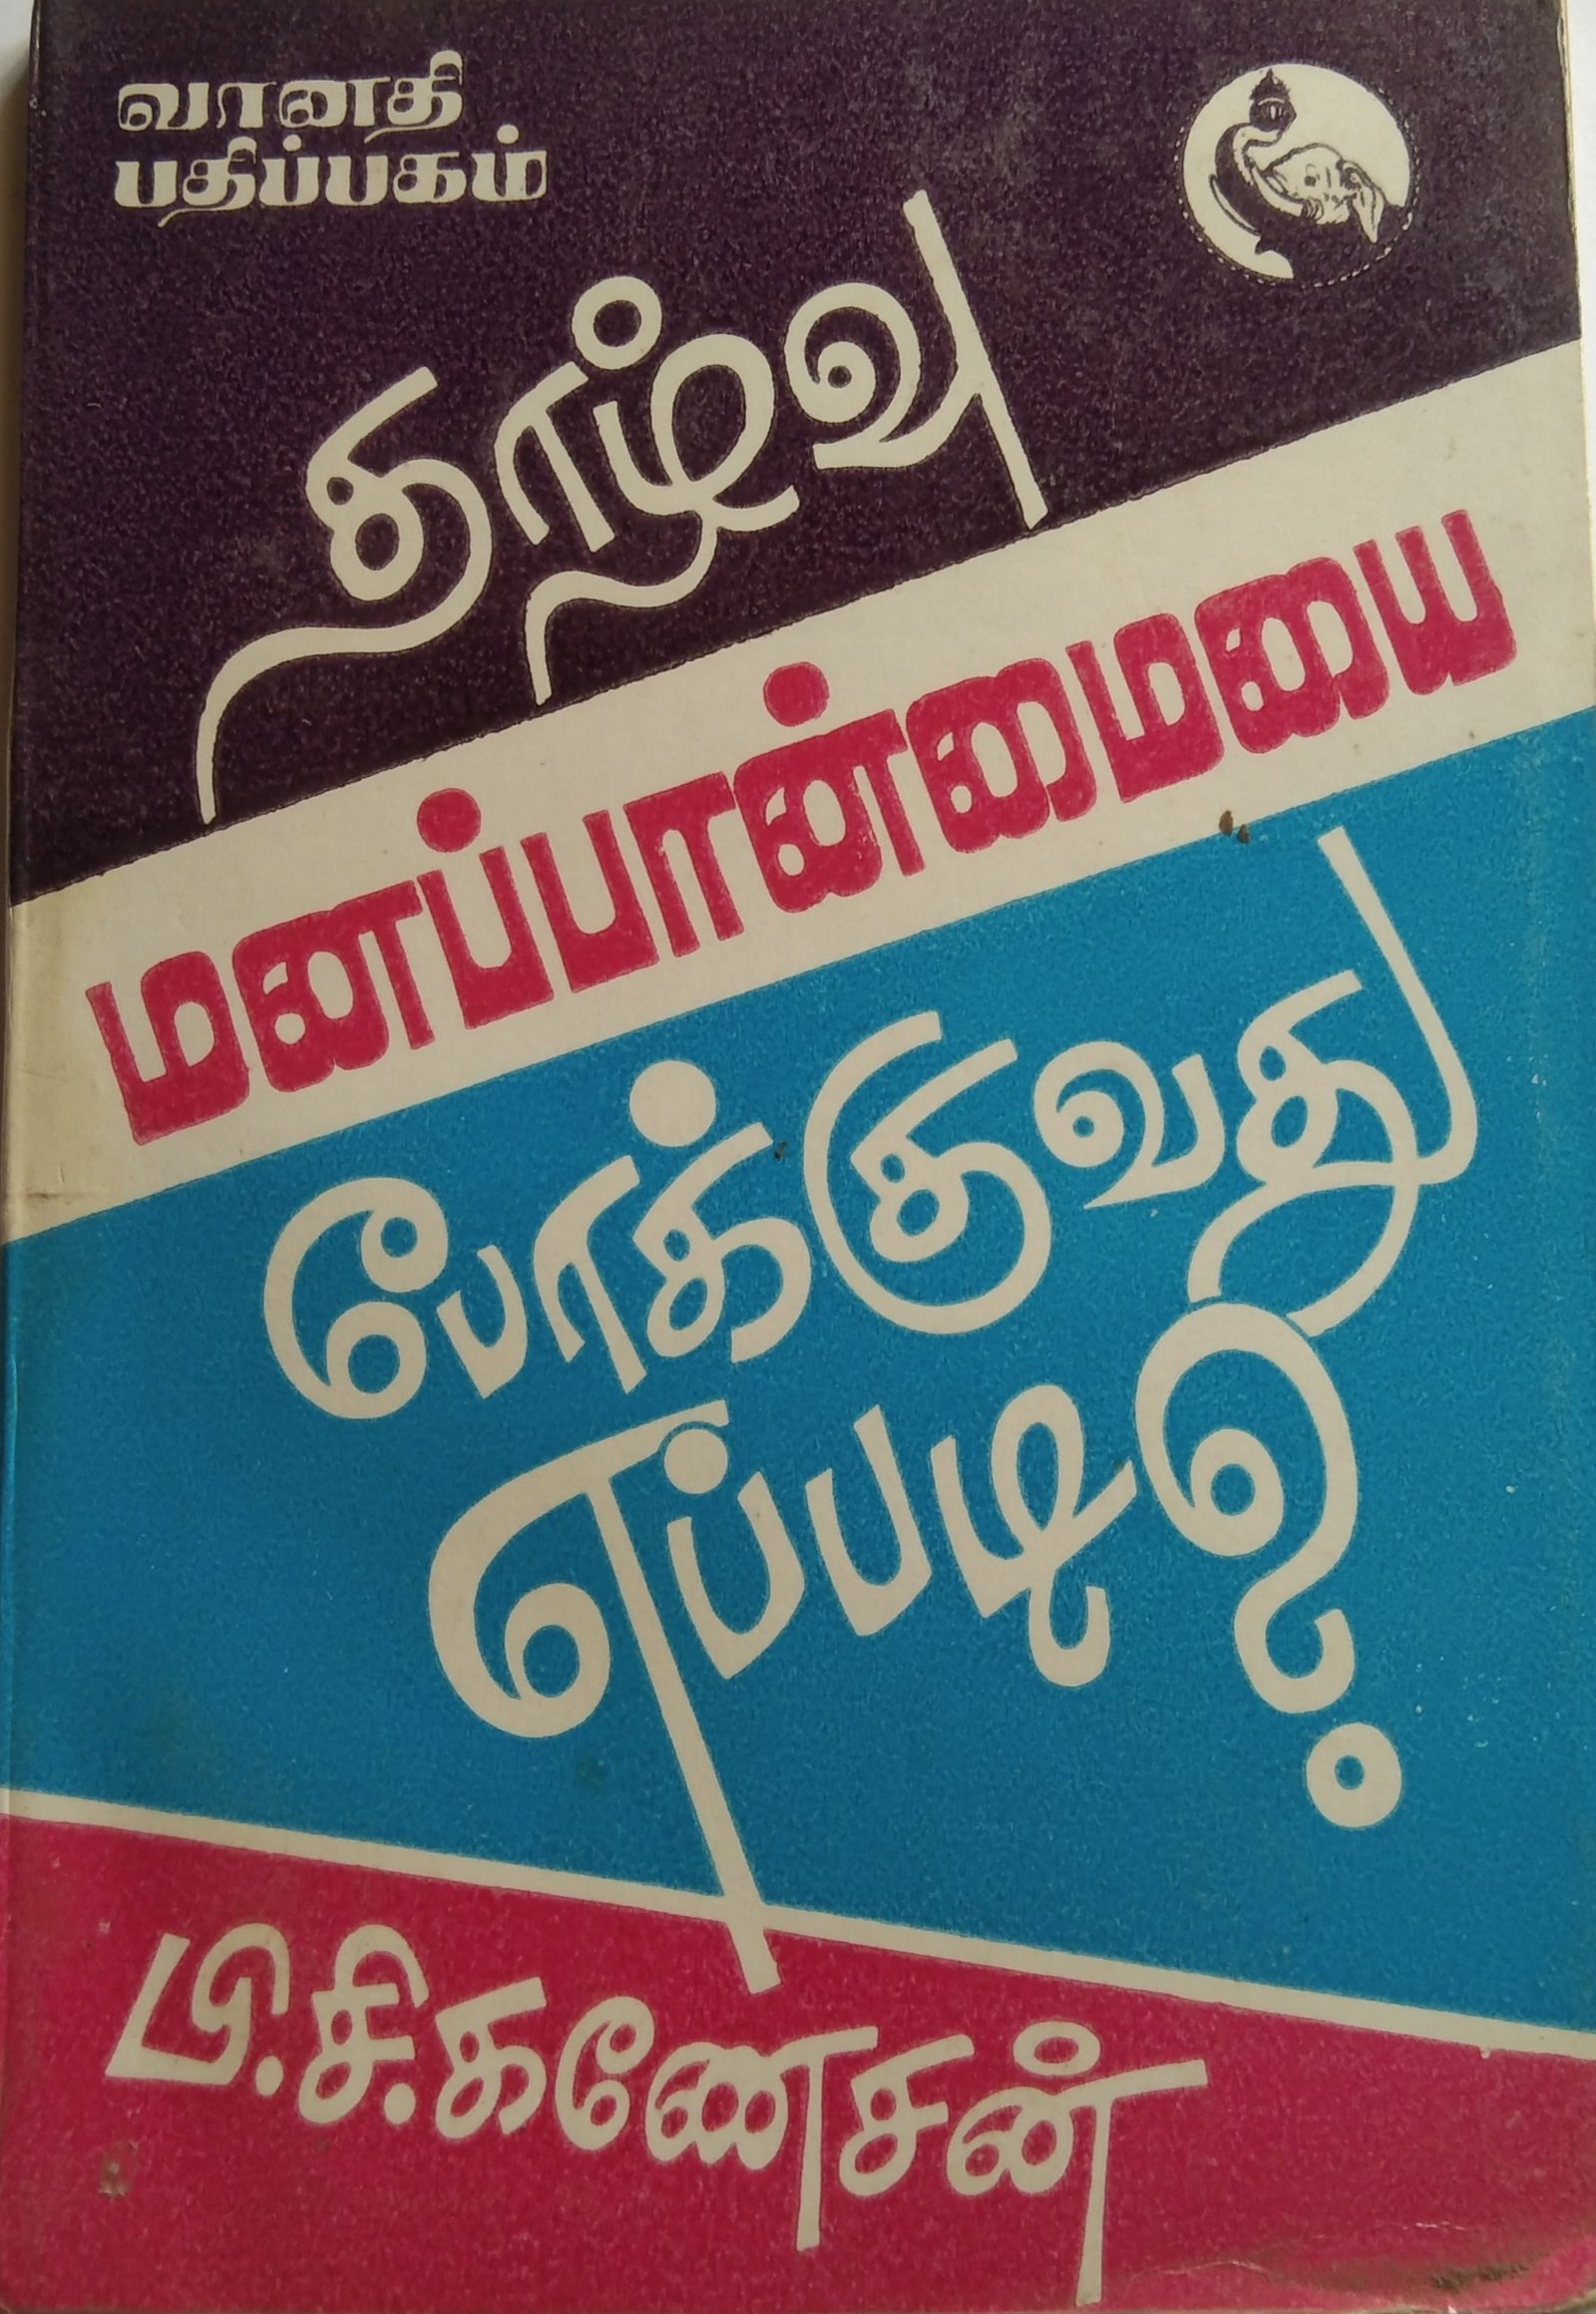 வானதி
பதிப்பகம்
தாழ்வு
மனப்பான்மையை
போக்குவது
எப்படி?
பி.சி.கணேசன்